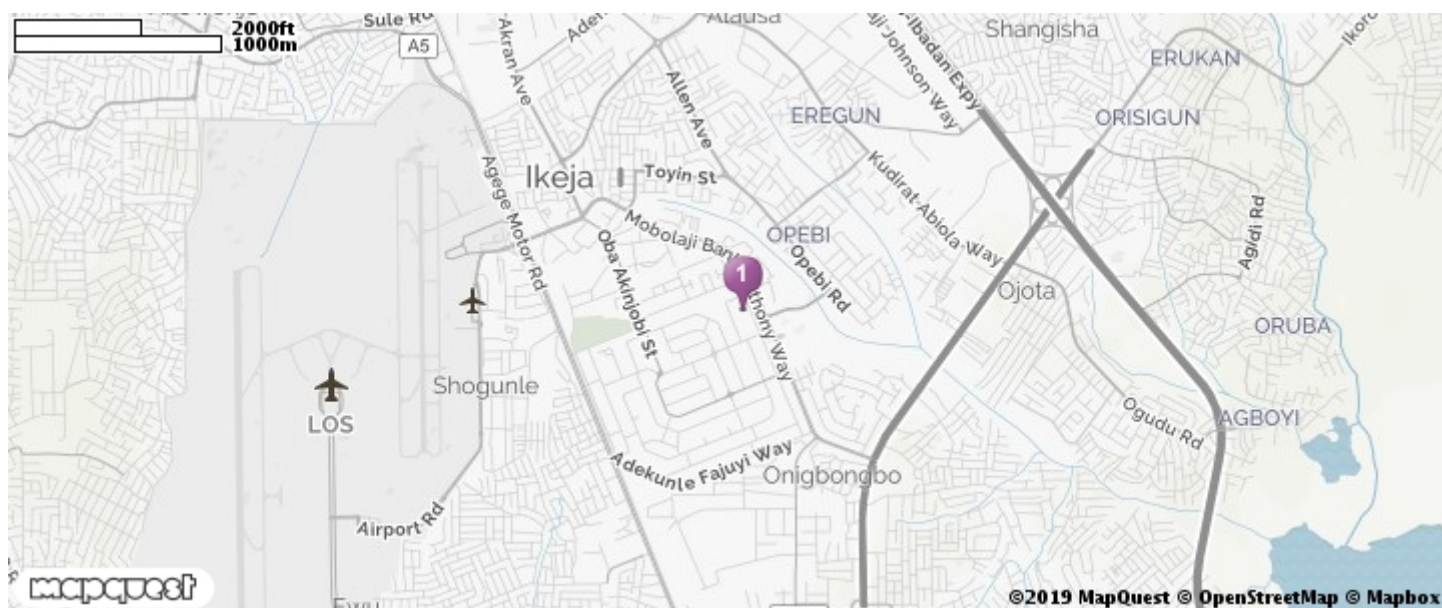 2000ft
1000m
Sule Rd
A5
Akran Ave
Alausa
Shangisha
ERUKAN
Allen Ave
-Ibadan Expy
Johnson Way
EREGUN
ORISIGUN
Agege Motor Rd
Ikeja
Toyin St
Kudirat Abiola Way
Mobolaji Ban
thony Way
OPEBI
Opebi Rd
Oba Akinjobi St
Agidi Rd
Ojota
ORUBA
1
Shogunle
LOS
Ogudu Rd
AGBOYI
Adekunle Fajuyi Way
Onigbongbo
Airport Rd
mapquest
©2019 MapQuest © OpenStreetMap © Mapbox